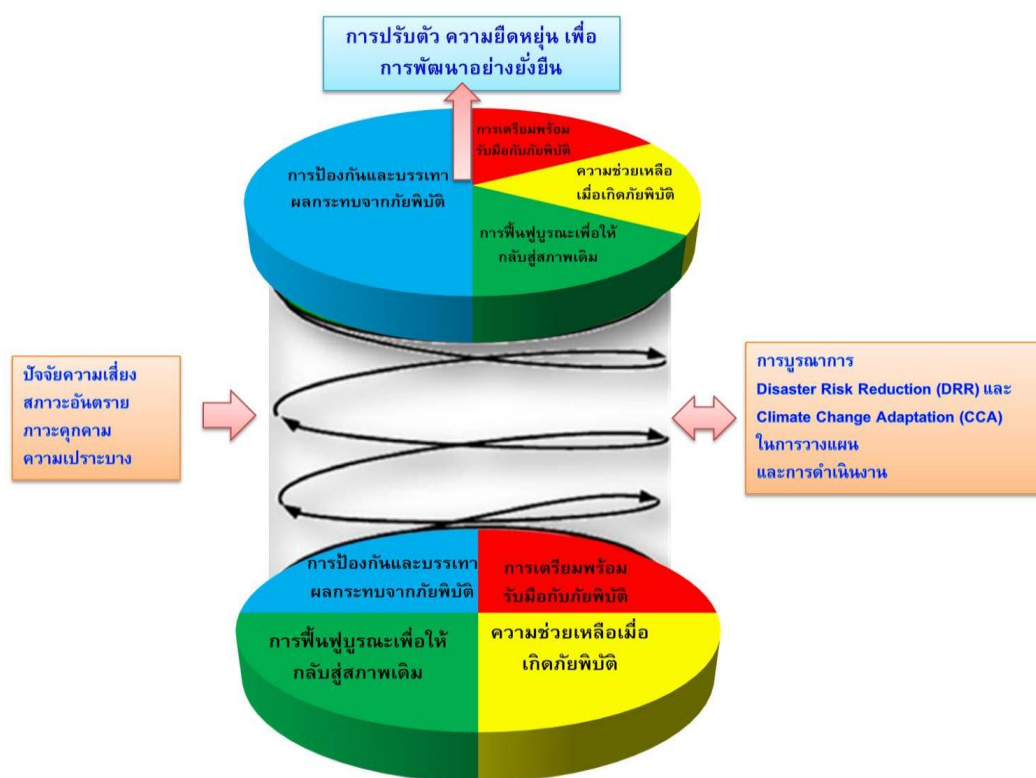 การปรับตัว ความยืดหยุ่น เพื่อ
การพัฒนาอย่างยั่งยืน
การเตรียมพร้อม
รับมือกับภัยพิบัติ
การป้องกันและบรรเทา
ผลกระทบจากภัยพิบัติ
ความช่วยเหลือ
เมื่อเกิดภัยพิบัติ
การฟื้นฟูบูรณะเพื่อให้
กลับสู่สภาพเดิม
ปัจจัยความเสี่ยง
สภาวะอันตราย
ภาวะคุกคาม
ความเปราะบาง
การบูรณาการ
Disaster Risk Reduction (DRR) และ
Climate Change Adaptation (CCA)
ในการวางแผน
และการดำเนินงาน
การป้องกันและบรรเทา
ผลกระทบจากภัยพิบัติ
การเตรียมพร้อม
รับมือกับภัยพิบัติ
การฟื้นฟูบูรณะเพื่อให้
กลับสู่สภาพเดิม
ความช่วยเหลือเมื่อ
เกิดภัยพิบัติ